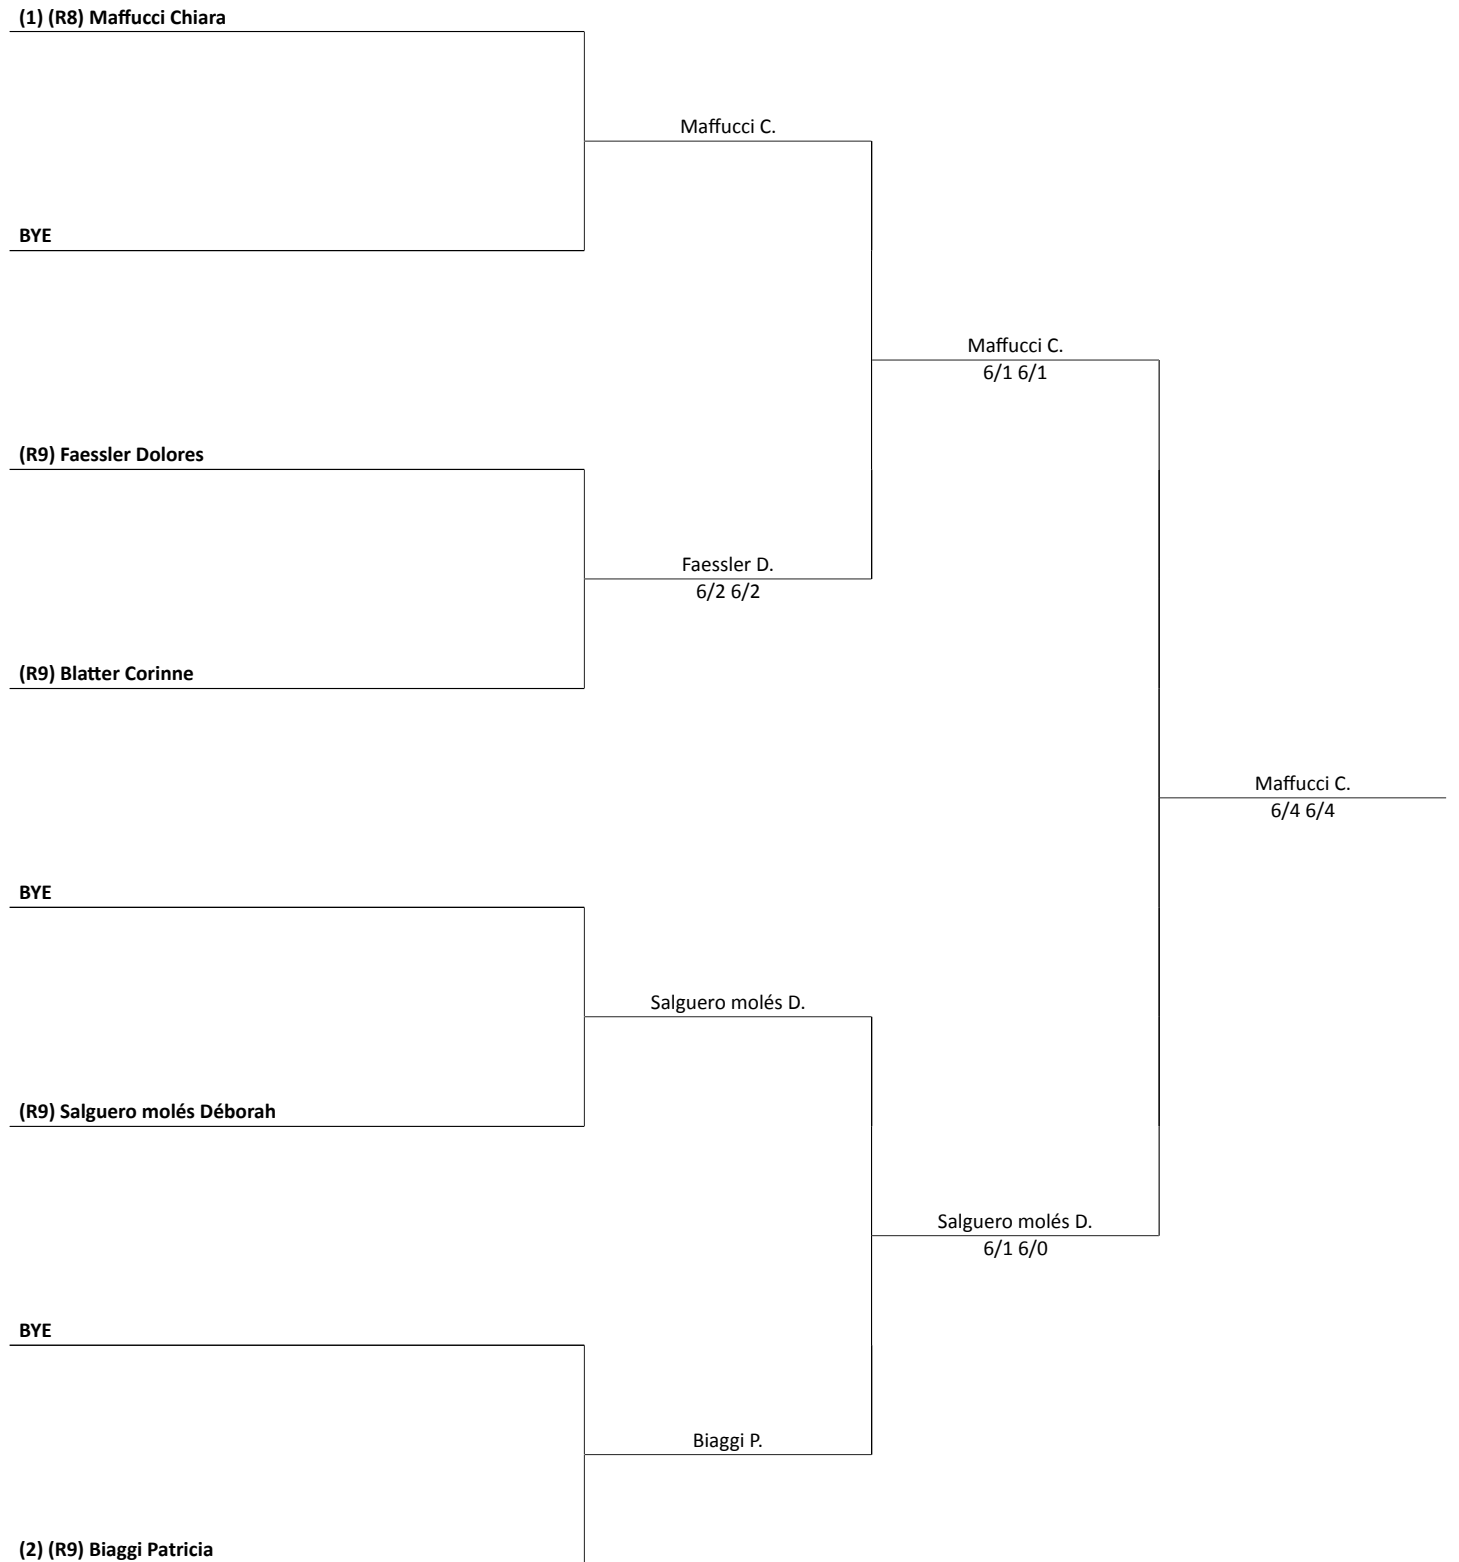 (1) (R8) Maffucci Chiara
Maffucci C.
BYE
Maffucci C.
6/1 6/1
(R9) Faessler Dolores
Faessler D.
6/2 6/2
(R9) Blatter Corinne
Maffucci C.
6/4 6/4
BYE
Salguero molés D.
(R9) Salguero molés Déborah
Salguero molés D.
6/1 6/0
BYE
Biaggi P.
(2) (R9) Biaggi Patricia